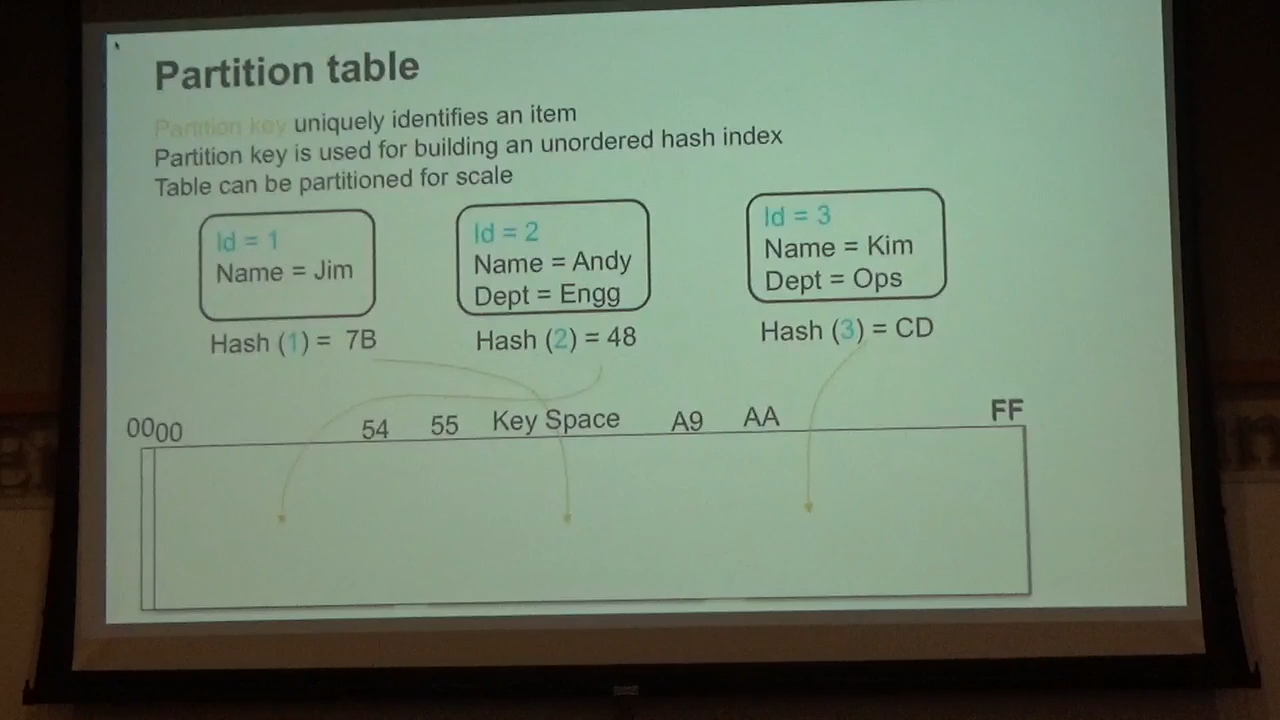 Partition table
Partition key uniquely identifies an item
Partition key is used for building an unordered hash index
Table can be partitioned for scale
Id = 1
Name = Jim
Hash (1) = 7B
Id = 2
Name = Andy
Dept = Engg
Hash (2) = 48
Id = 3
Name = Kim
Dept = Ops
Hash (3) = CD
0000 54 55 Key Space A9 AA FF